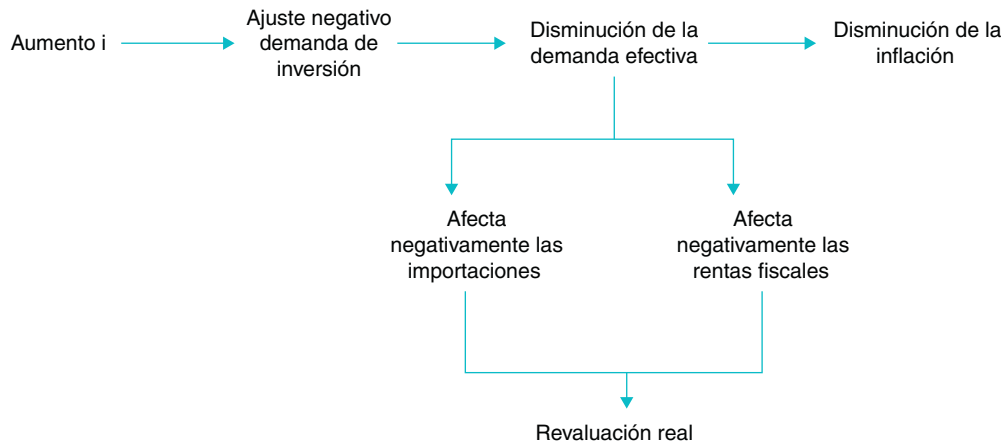 Aumento i
Ajuste negativo
demanda de
inversión
Disminución de la
demanda efectiva
Disminución de la
inflación
Afecta
negativamente las
importaciones
Afecta
negativamente las
rentas fiscales
Revaluación real